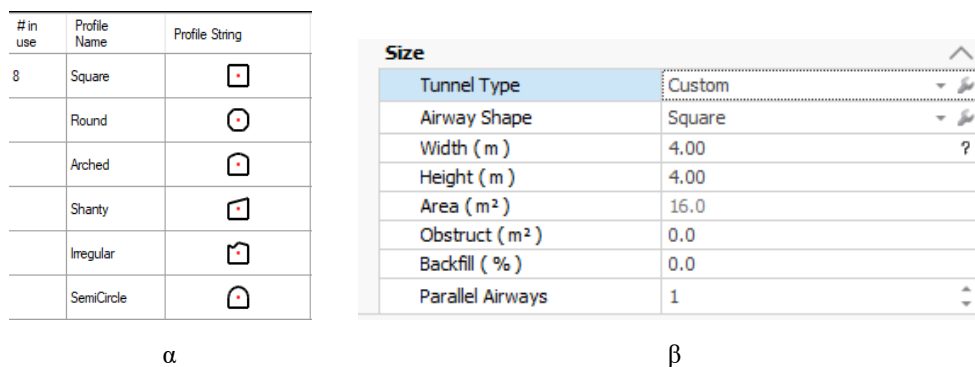 # in use Profile Name Profile String
8 Square
Round
Arched
Shanty
Irregular
SemiCircle
α
Size
Tunnel Type Custom
Airway Shape Square
Width ( m ) 4.00 ?
Height ( m ) 4.00
Area ( m² ) 16.0
Obstruct ( m² ) 0.0
Backfill ( % ) 0.0
Parallel Airways 1
β